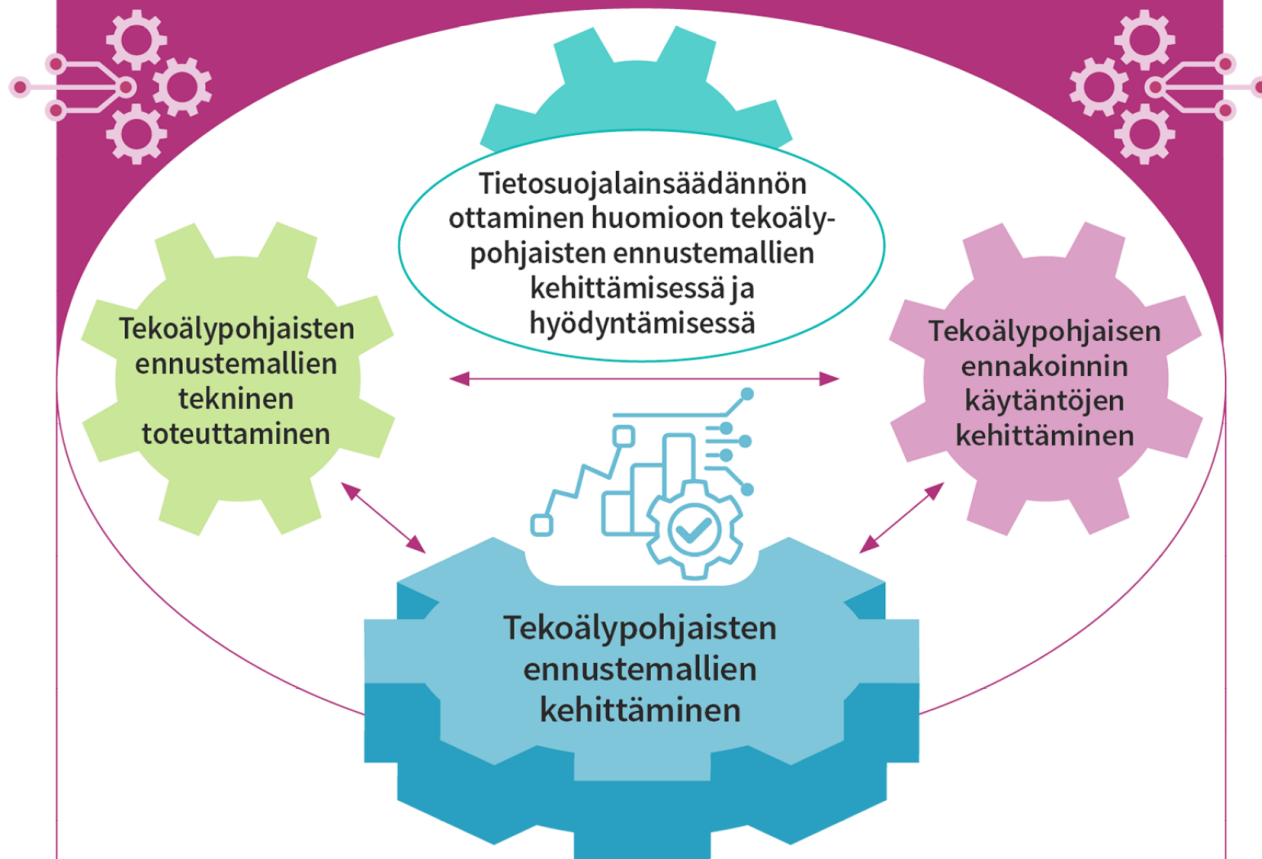 Tietosuojalainsäädännön
ottaminen huomioon tekoäly-
pohjaisten ennustemallien
kehittämisessä ja
hyödyntämisessä
Tekoälypohjaisten
ennustemallien
tekninen
toteuttaminen
Tekoälypohjaisen
ennakoinnin
käytäntöjen
kehittäminen
Tekoälypohjaisten
ennustemallien
kehittäminen